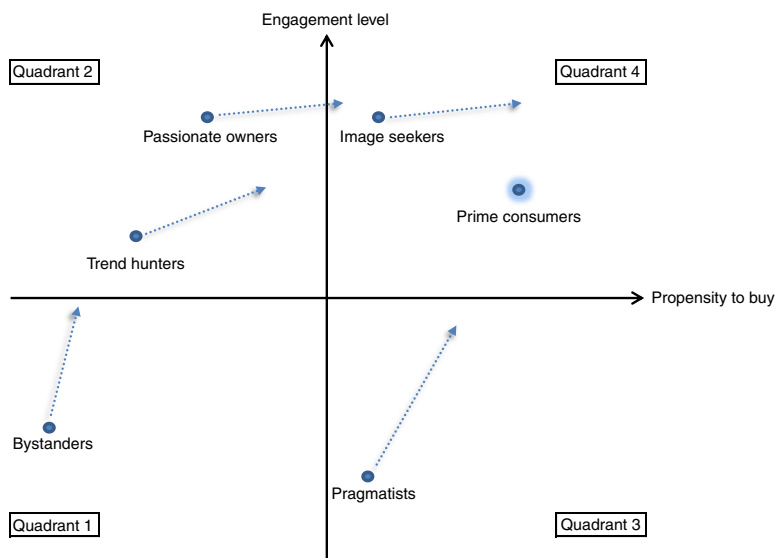 Engagement level
Quadrant 2
Quadrant 4
Passionate owners
Image seekers
Prime consumers
Trend hunters
Propensity to buy
Bystanders
Pragmatists
Quadrant 1
Quadrant 3